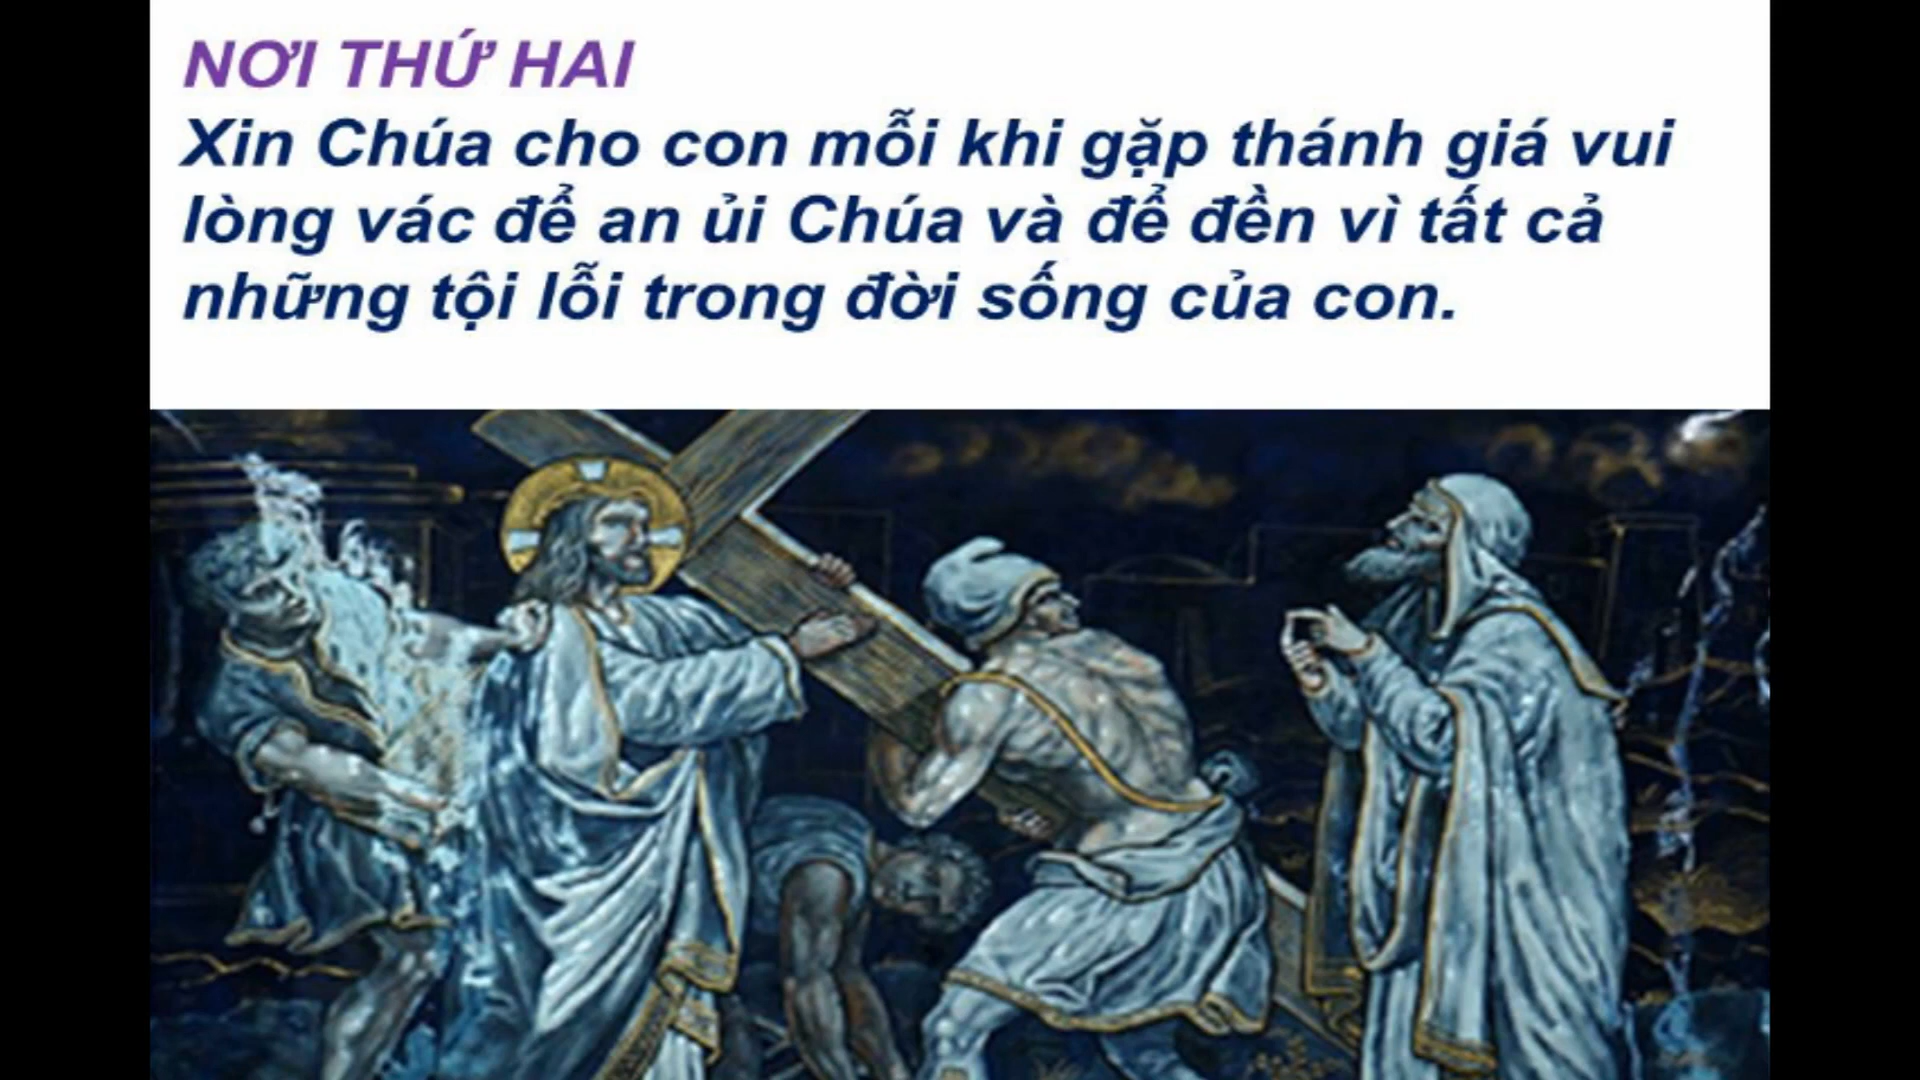 NƠI THỨ HAI
Xin Chúa cho con mỗi khi gặp thánh giá vui
lòng vác để an ủi Chúa và để đền vì tất cả
những tội lỗi trong đời sống của con.